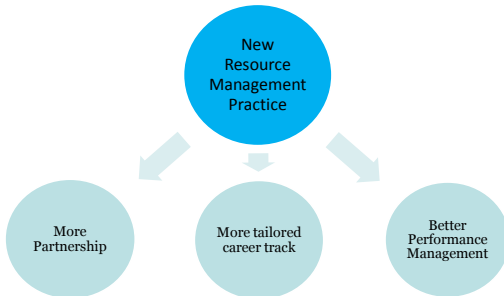 New
Resource
Management
Practice
More
Partnership
More tailored
career track
Better
Performance
Management